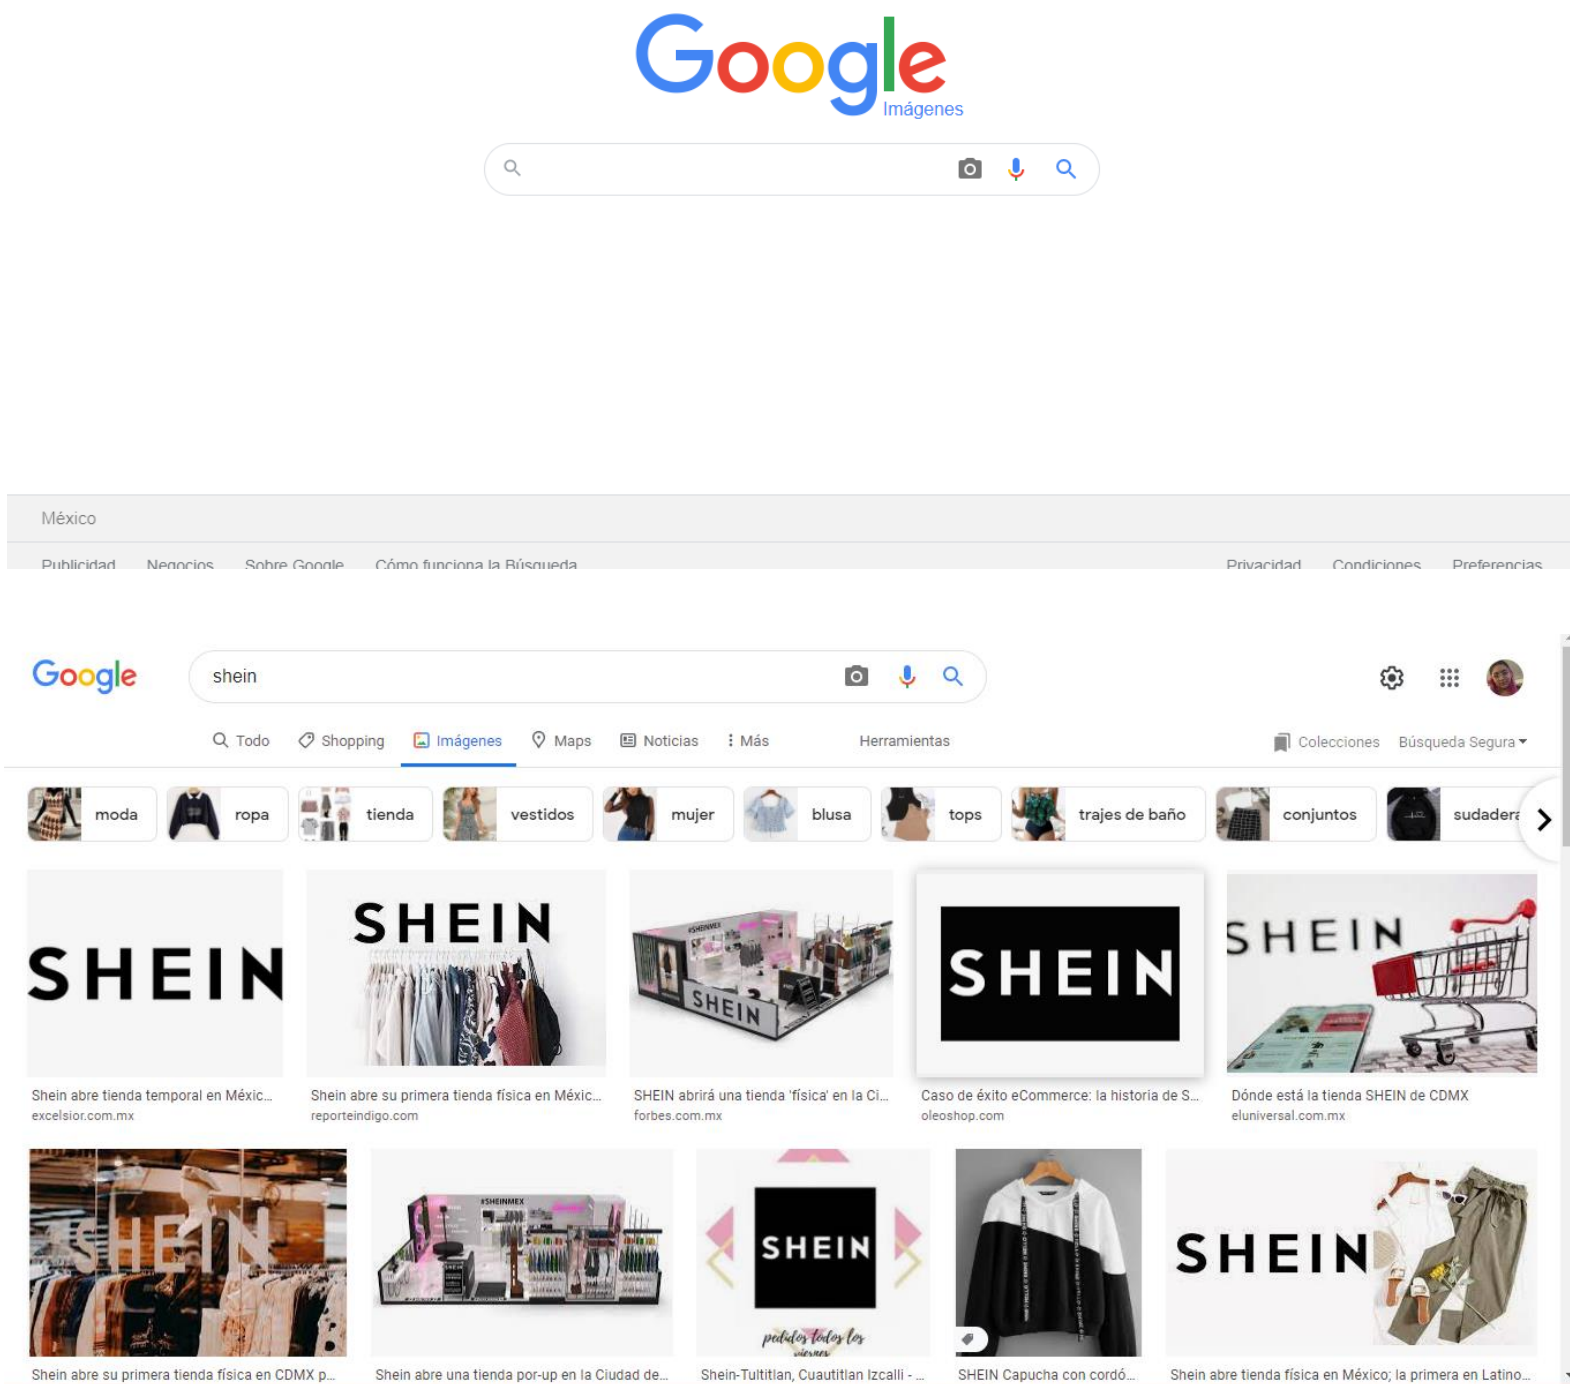 Google
Imágenes
México
Publicidad Negocios Sobre Google Cómo funciona la Búsqueda Privacidad Condiciones Preferencias
Google shein
Todo Shopping Imágenes Maps Noticias Más Herramientas Colecciones Búsqueda Segura
moda ropa tienda vestidos mujer blusa tops trajes de baño conjuntos sudadera
SHEIN
SHEIN
#SHEINMEX
SHEIN
SHEIN
SHEIN
Shein abre tienda temporal en Méxic... Shein abre su primera tienda física en Méxic... SHEIN abrirá una tienda 'física' en la Ci... Caso de éxito eCommerce: la historia de S... Dónde está la tienda SHEIN de CDMX
excelsior.com.mx reporteindigo.com forbes.com.mx oleoshop.com eluniversal.com.mx
SHEIN
#SHEINMEX
SHEIN
pedidos todos los
viernes
SHEIN
Shein abre su primera tienda física en CDMX p... Shein abre una tienda por-up en la Ciudad de... Shein-Tultitlan, Cuautitlan Izcalli - ... SHEIN Capucha con cordó... Shein abre tienda física en México; la primera en Latino...